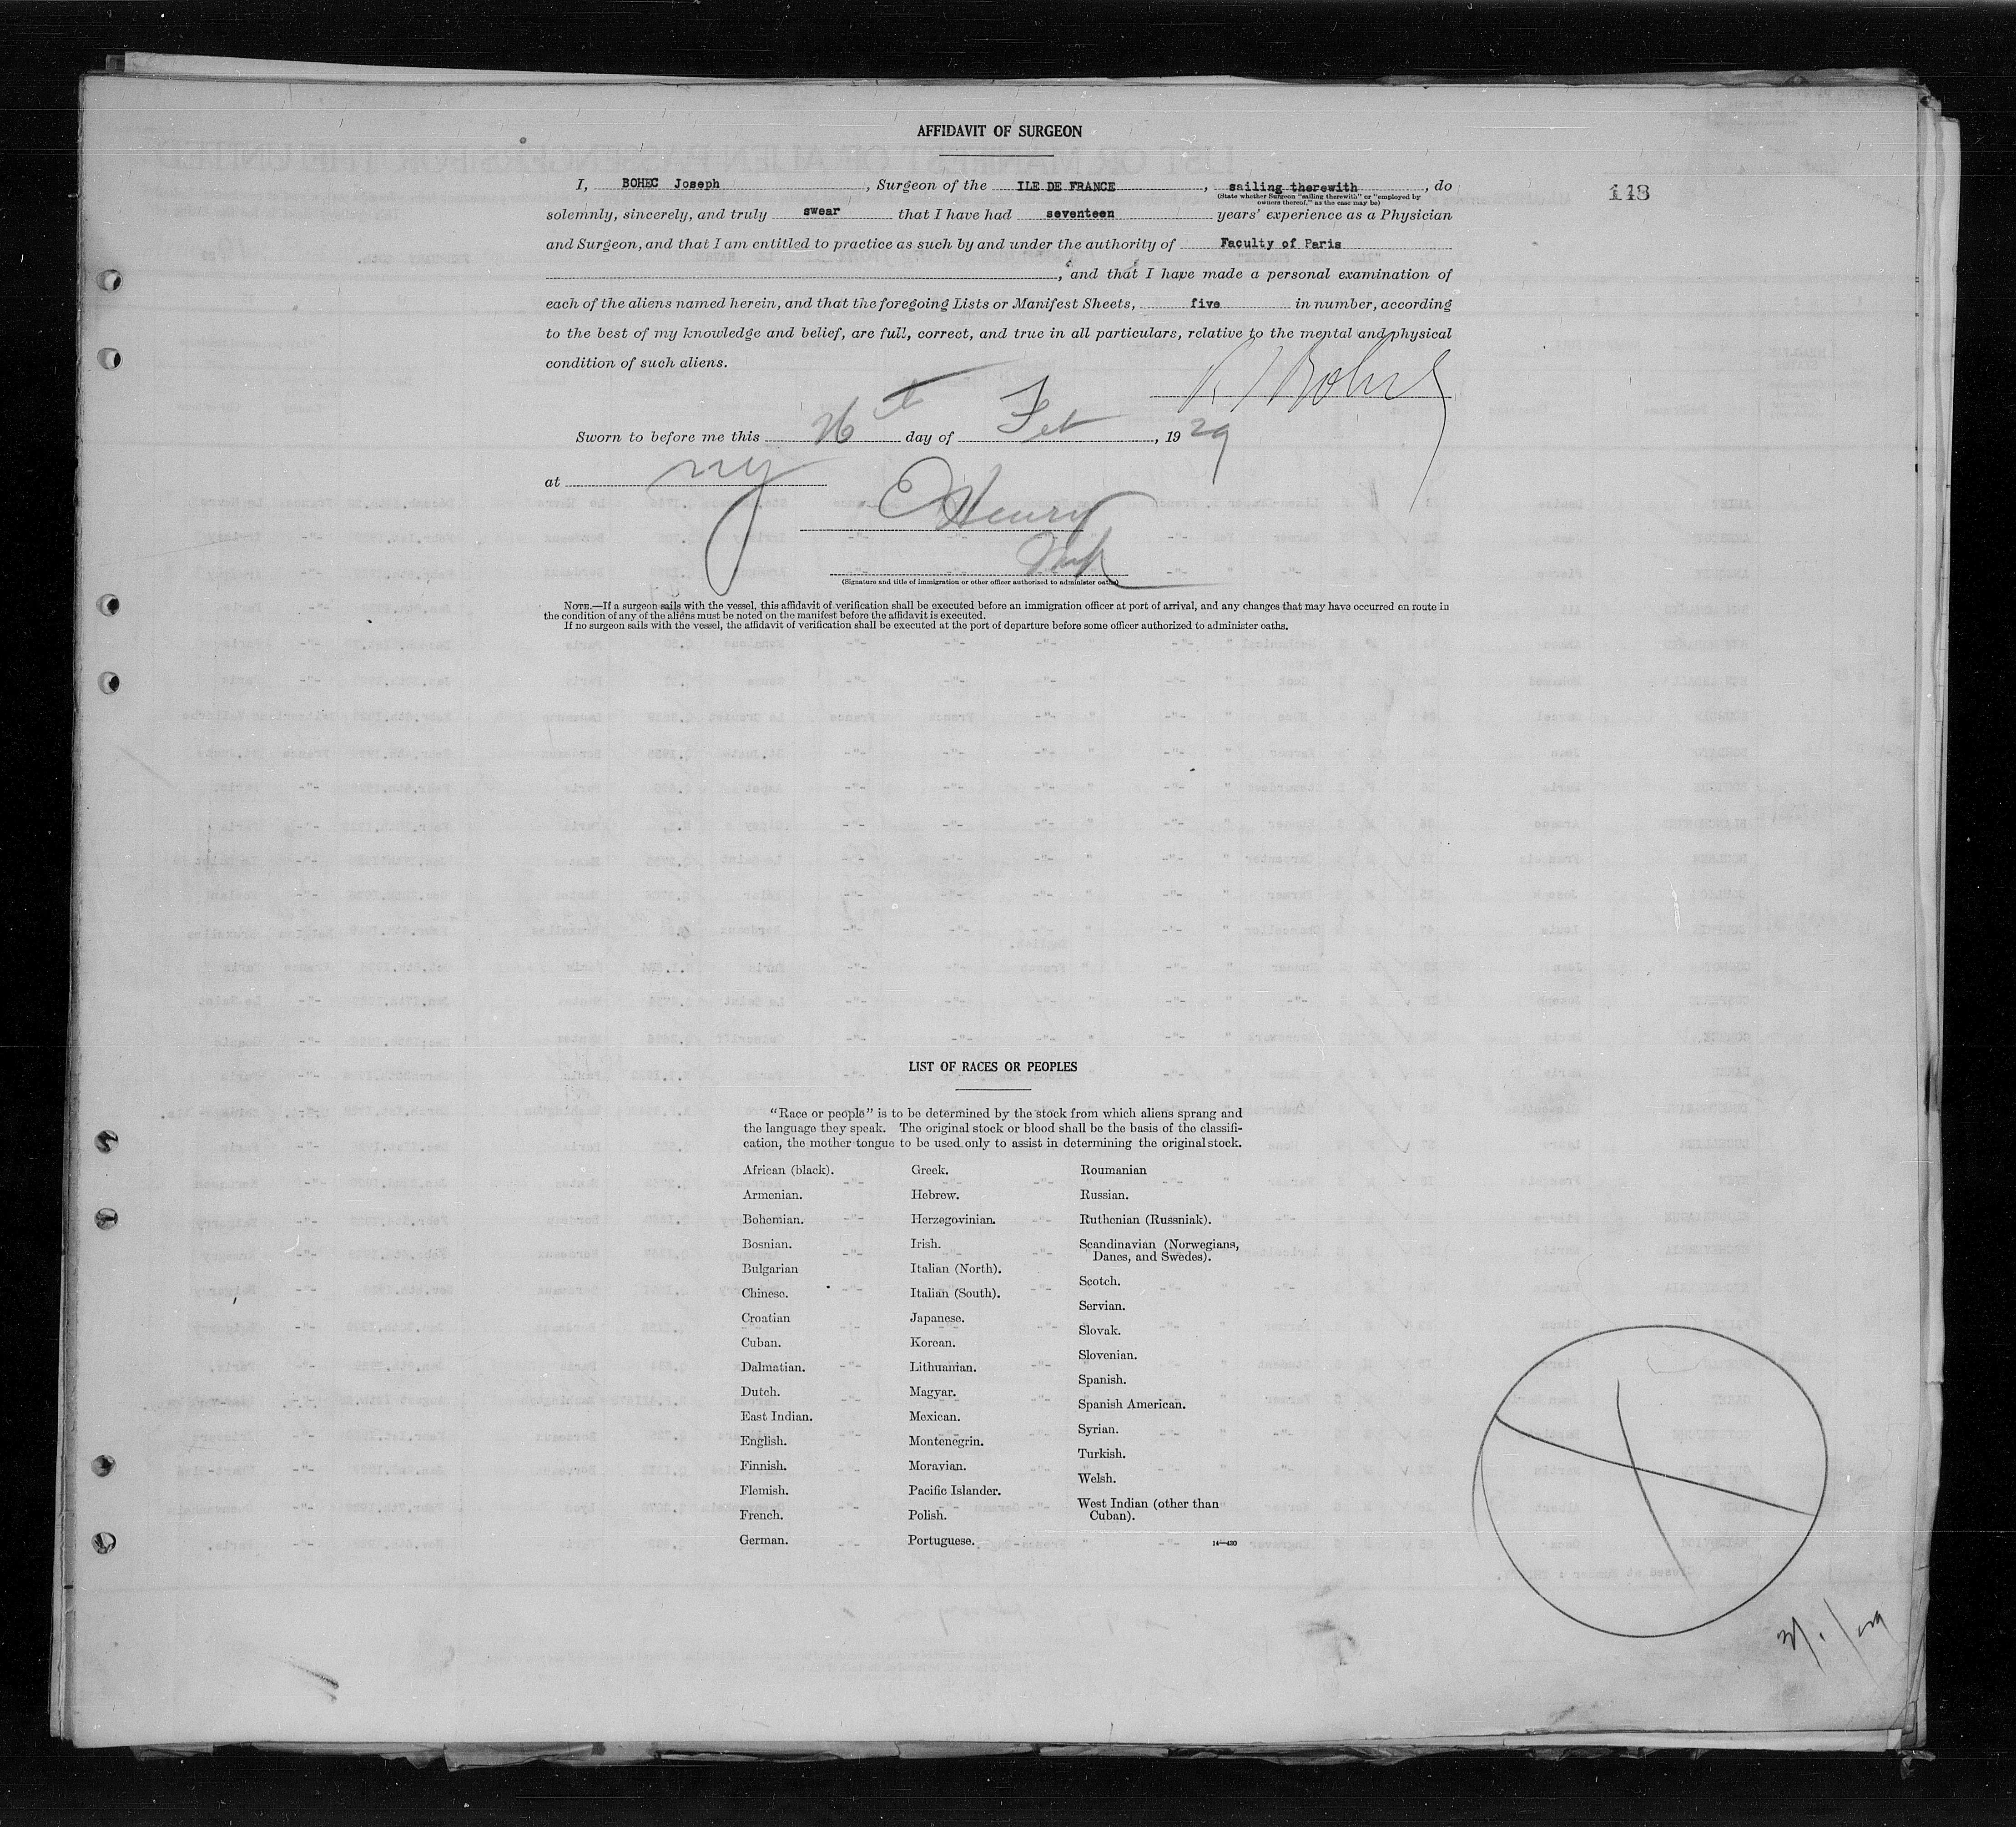 AFFIDAVIT OF SURGEON
148
I, BOHEC Joseph, Surgeon of the ILE DE FRANCE, sailing therewith, do
(State whether Surgeon "sailing therewith" or "employed by
owners thereof," as the case may be)
solemnly, sincerely, and truly swear that I have had seventeen years' experience as a Physician
and Surgeon, and that I am entitled to practice as such by and under the authority of Faculty of Paris
, and that I have made a personal examination of
each of the aliens named herein, and that the foregoing Lists or Manifest Sheets, five in number, according
to the best of my knowledge and belief, are full, correct, and true in all particulars, relative to the mental and physical
condition of such aliens.
Sworn to before me this 26th day of Feb, 1929
at NY
Henry
(Signature and title of immigration or other officer authorized to administer oaths)
NOTE.—If a surgeon sails with the vessel, this affidavit of verification shall be executed before an immigration officer at port of arrival, and any changes that may have occurred en route in
the condition of any of the aliens must be noted on the manifest before the affidavit is executed.
If no surgeon sails with the vessel, the affidavit of verification shall be executed at the port of departure before some officer authorized to administer oaths.
LIST OF RACES OR PEOPLES
"Race or people" is to be determined by the stock from which aliens sprang and
the language they speak. The original stock or blood shall be the basis of the classifi-
cation, the mother tongue to be used only to assist in determining the original stock.
African (black).
Armenian.
Bohemian.
Bosnian.
Bulgarian
Chinese.
Croatian
Cuban.
Dalmatian.
Dutch.
East Indian.
English.
Finnish.
Flemish.
French.
German.
Greek.
Hebrew.
Herzegovinian.
Irish.
Italian (North).
Italian (South).
Japanese.
Korean.
Lithuanian.
Magyar.
Mexican.
Montenegrin.
Moravian.
Pacific Islander.
Polish.
Portuguese.
Roumanian
Russian.
Ruthenian (Russniak).
Scandinavian (Norwegians,
Danes, and Swedes).
Scotch.
Servian.
Slovak.
Slovenian.
Spanish.
Spanish American.
Syrian.
Turkish.
Welsh.
West Indian (other than
Cuban).
14—430